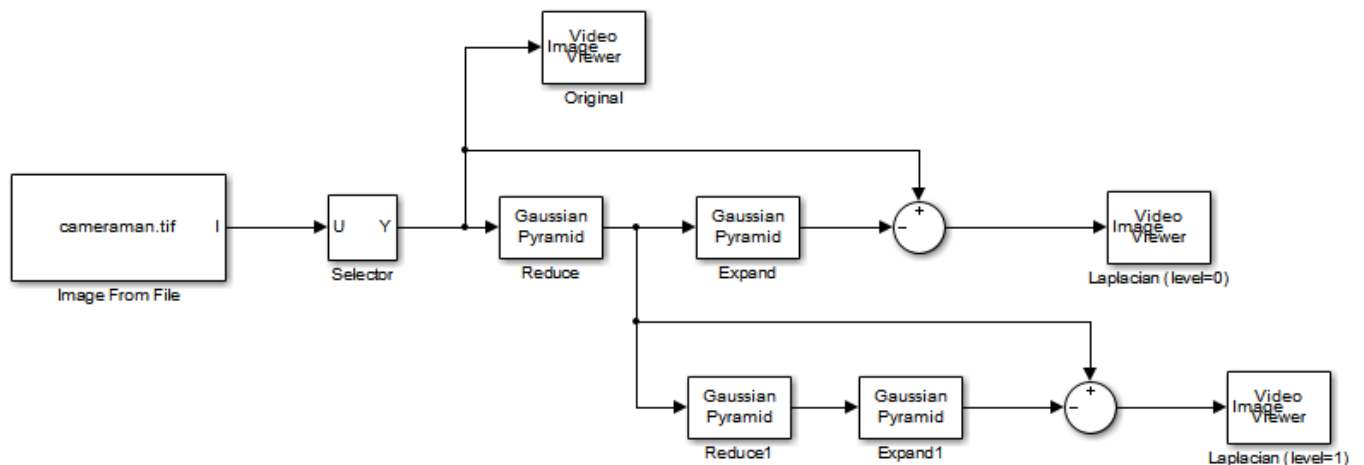 Video
Image
Viewer
Original
cameraman.tif
I
Image From File
U
Y
Selector
Gaussian
Pyramid
Reduce
Gaussian
Pyramid
Expand
+
−
Video
Image
Viewer
Laplacian (level=0)
Gaussian
Pyramid
Reduce1
Gaussian
Pyramid
Expand1
+
−
Video
Image
Viewer
Laplacian (level=1)